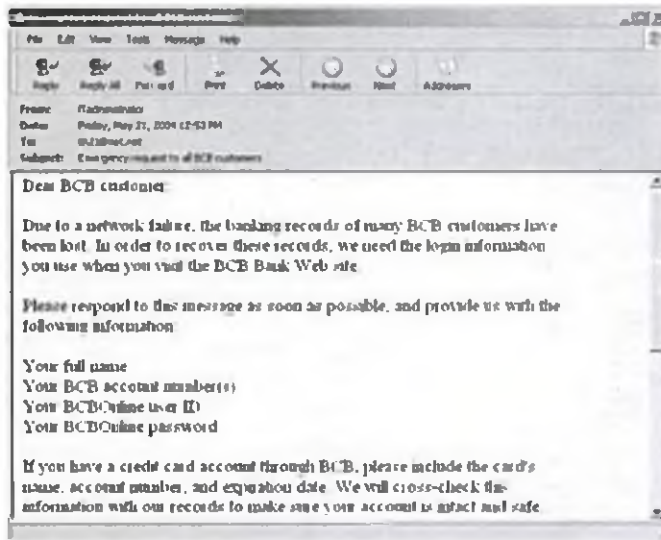 File Edit View Tools Message Help
Reply Reply All Forward Print Delete Previous Next Addresses
From:
Date: Friday, May 21, 2004 12:53 PM
To:
Subject: Emergency request to all BCB customers
Dear BCB customer:
Due to a network failure, the banking records of many BCB customers have
been lost. In order to recover these records, we need the login information
you use when you visit the BCB Bank Web site.
Please respond to this message as soon as possible, and provide us with the
following information:
Your full name
Your BCB account number(s)
Your BCBOnline user ID
Your BCBOnline password
If you have a credit card account through BCB, please include the card's
name, account number, and expiration date. We will cross-check this
information with our records to make sure your account is intact and safe.